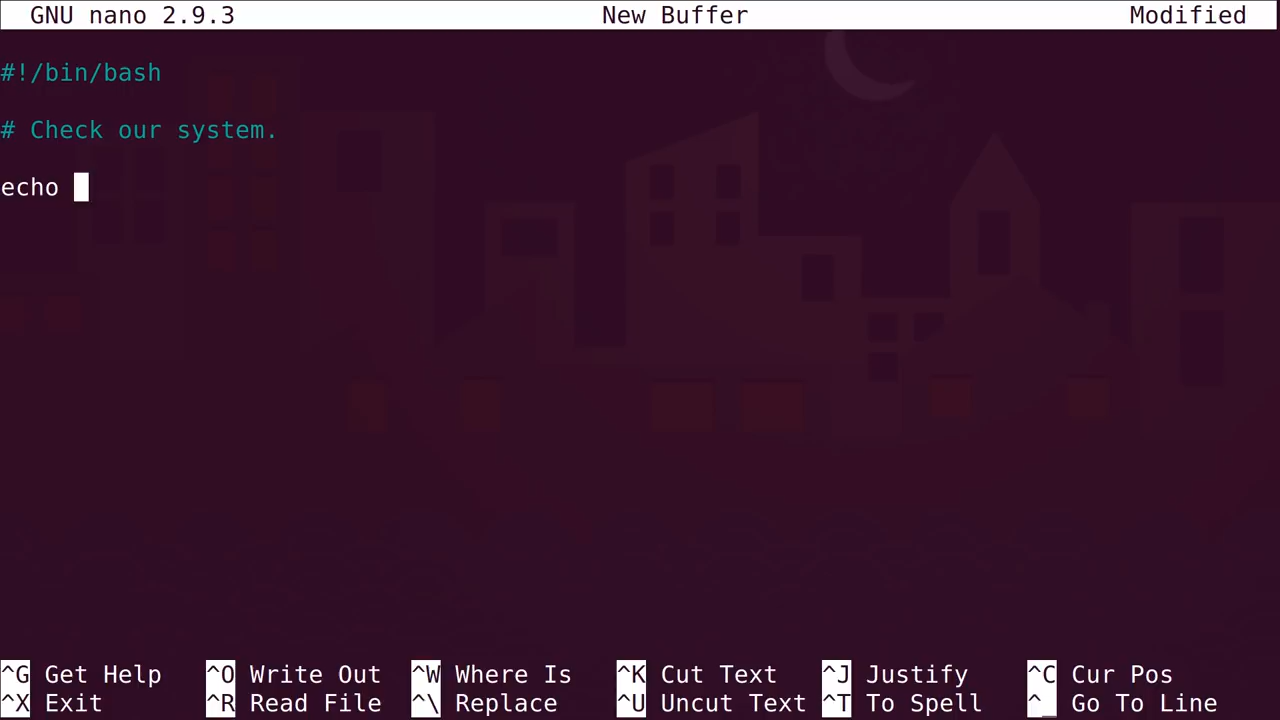 GNU nano 2.9.3 New Buffer Modified
#!/bin/bash
# Check our system.
echo
^G Get Help ^O Write Out ^W Where Is ^K Cut Text ^J Justify ^C Cur Pos
^X Exit ^R Read File ^\ Replace ^U Uncut Text ^T To Spell ^_ Go To Line